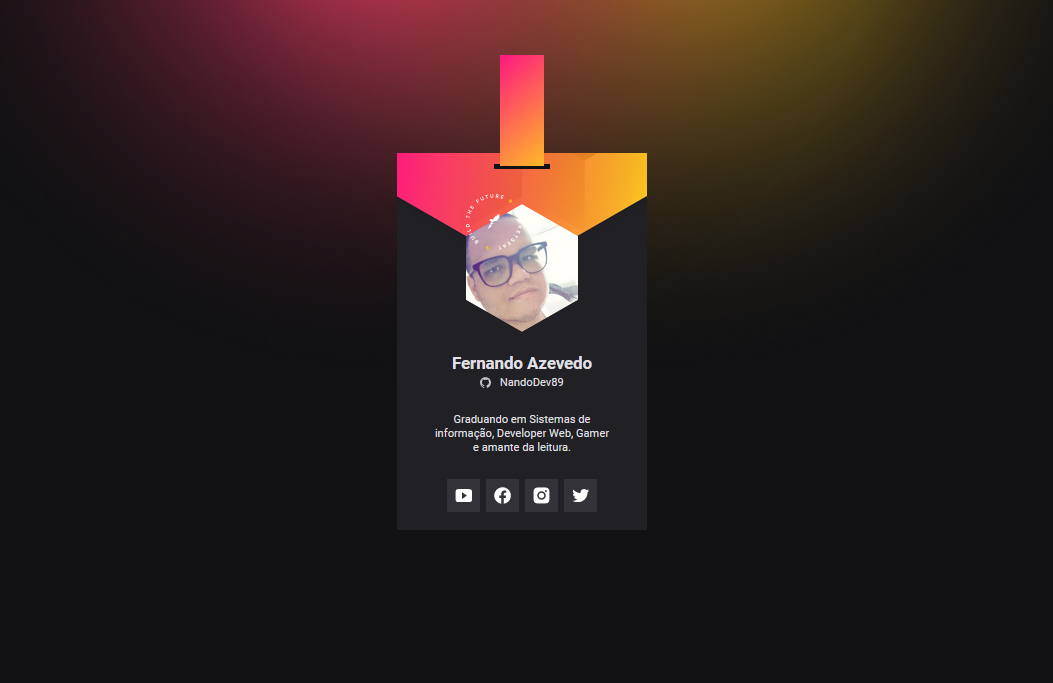 BUILD THE FUTURE
Fernando Azevedo
NandoDev89
Graduando em Sistemas de
informação, Developer Web, Gamer
e amante da leitura.